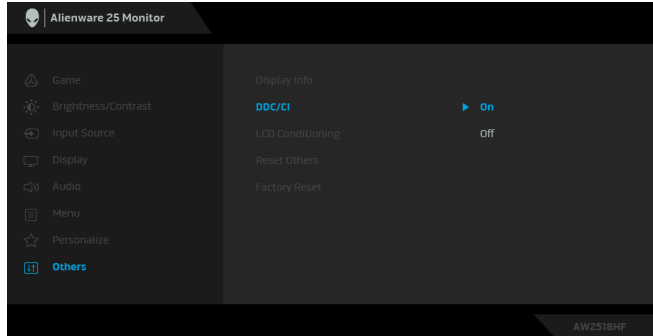 Alienware 25 Monitor
Game
Display Info
Brightness/Contrast
DDC/CI
On
Input Source
LCD Conditioning
Off
Display
Reset Others
Audio
Factory Reset
Menu
Personalize
Others
AW2518HF